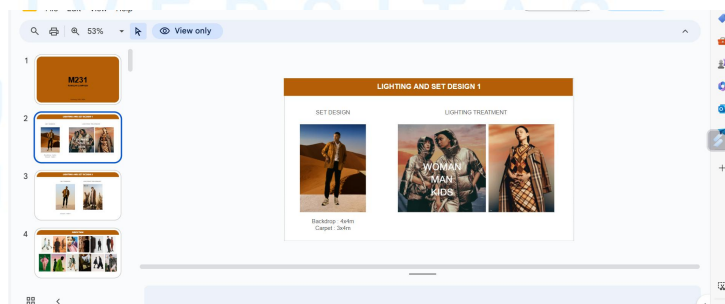 53%
View only
1
M231
2
3
4
LIGHTING AND SET DESIGN 1
SET DESIGN
LIGHTING TREATMENT
WOMAN
MAN
KIDS
Backdrop : 4x4m
Carpet : 3x4m